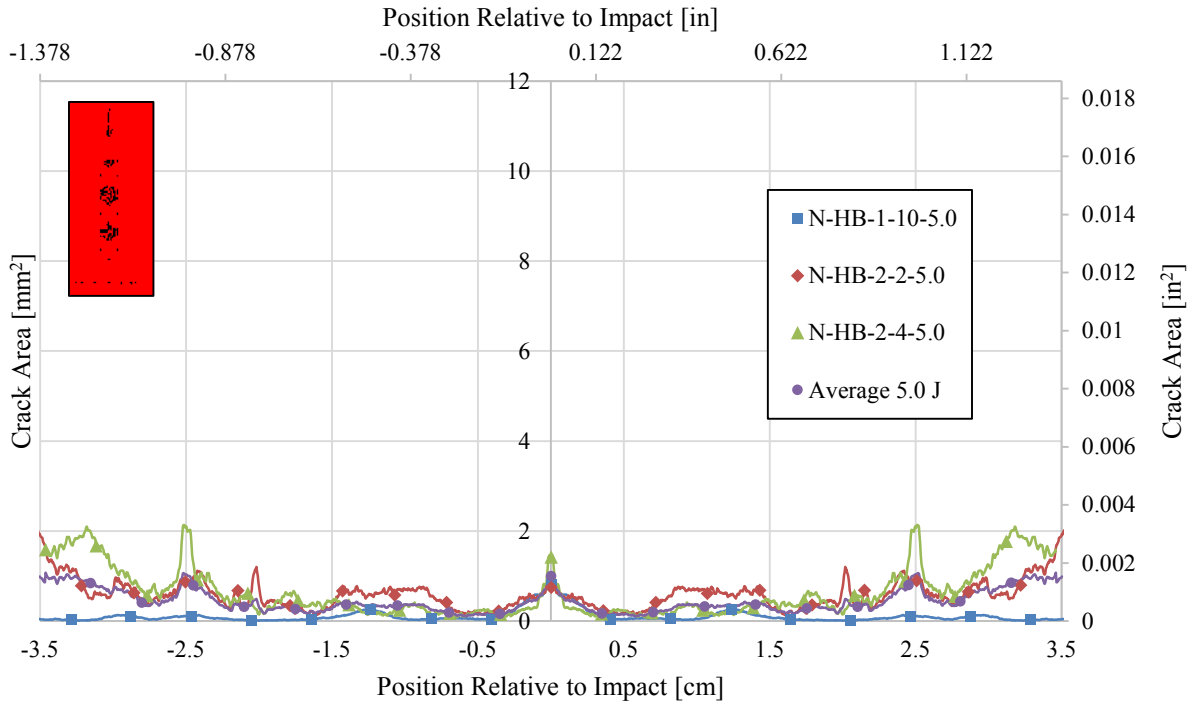 Position Relative to Impact [in]
-1.378 -0.878 -0.378 0.122 0.622 1.122
12
10
8
6
4
2
0
0.018
0.016
0.014
0.012
0.01
0.008
0.006
0.004
0.002
0
Crack Area [mm²]
Crack Area [in²]
N-HB-1-10-5.0
N-HB-2-2-5.0
N-HB-2-4-5.0
Average 5.0 J
-3.5 -2.5 -1.5 -0.5 0.5 1.5 2.5 3.5
Position Relative to Impact [cm]